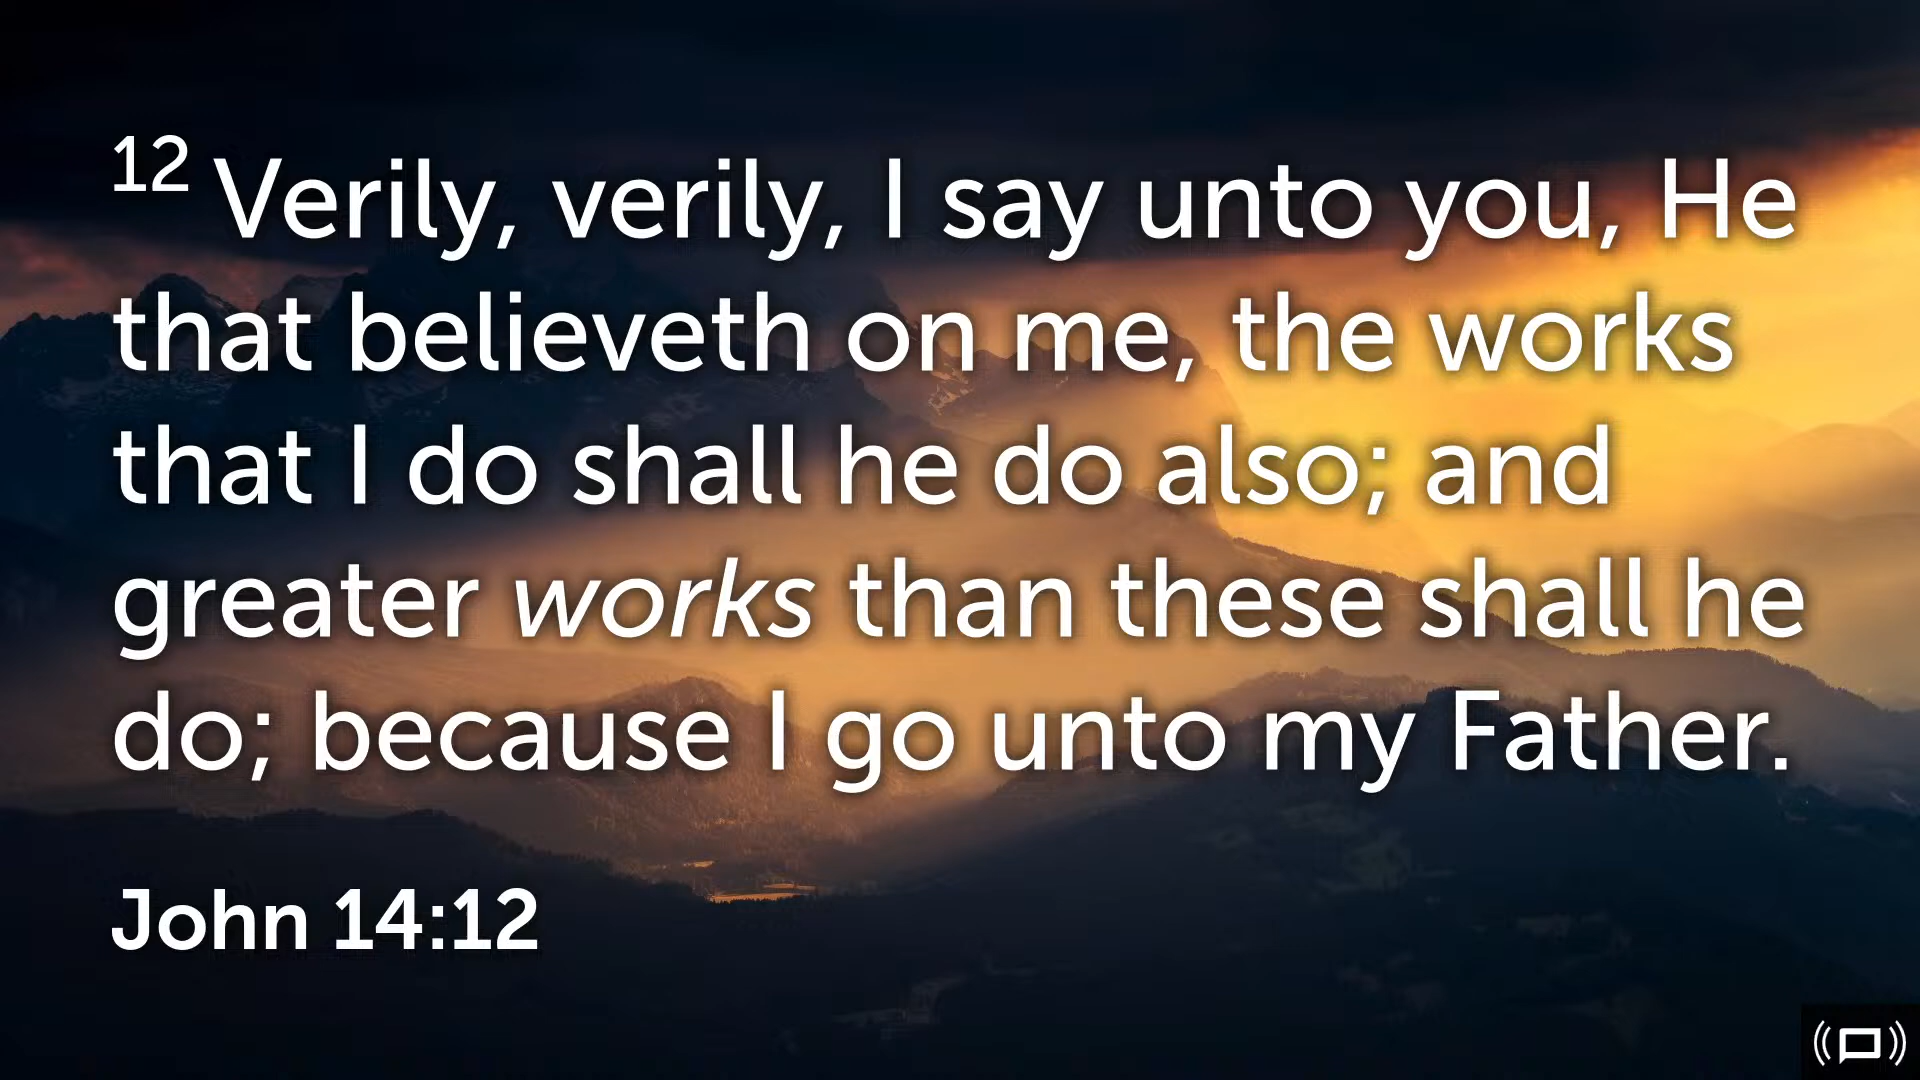 12 Verily, verily, I say unto you, He
that believeth on me, the works
that I do shall he do also; and
greater works than these shall he
do; because I go unto my Father.
John 14:12